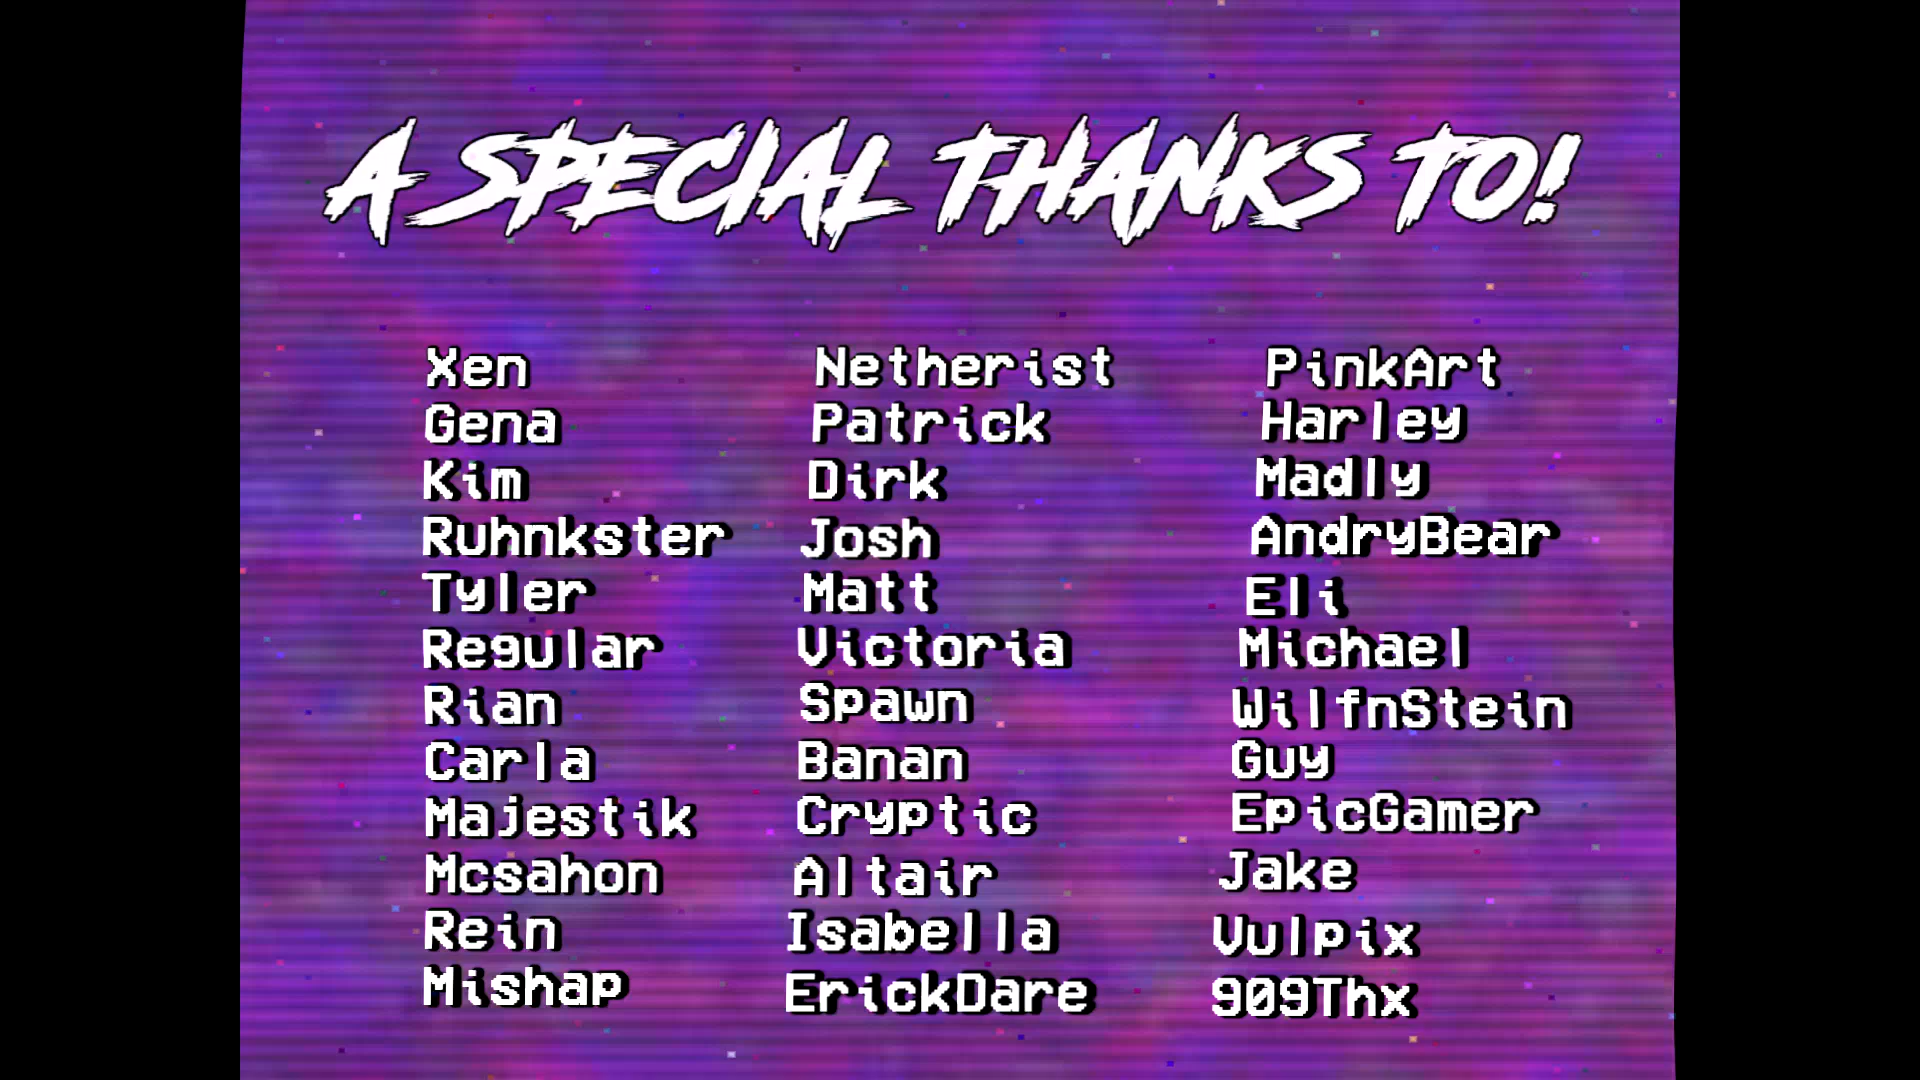 A SPECIAL THANKS TO!
Xen
Gena
Kim
Ruhnkster
Tyler
Regular
Rian
Carla
Majestik
Mcsahon
Rein
Mishap
Netherist
Patrick
Dirk
Josh
Matt
Victoria
Spawn
Banan
Cryptic
Altair
Isabella
ErickDare
PinkArt
Harley
Madly
AndryBear
Eli
Michael
WilfnStein
Guy
EpicGamer
Jake
Vulpix
909Thx